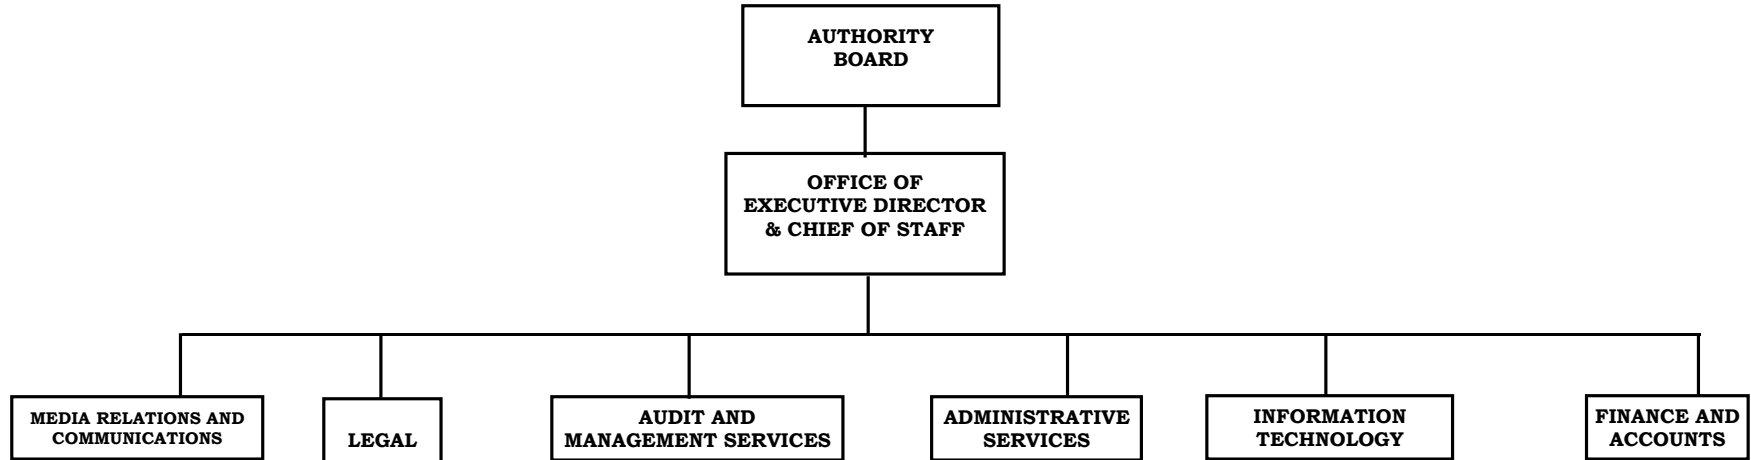 AUTHORITY
BOARD
OFFICE OF
EXECUTIVE DIRECTOR
& CHIEF OF STAFF
MEDIA RELATIONS AND
COMMUNICATIONS
LEGAL
AUDIT AND
MANAGEMENT SERVICES
ADMINISTRATIVE
SERVICES
INFORMATION
TECHNOLOGY
FINANCE AND
ACCOUNTS